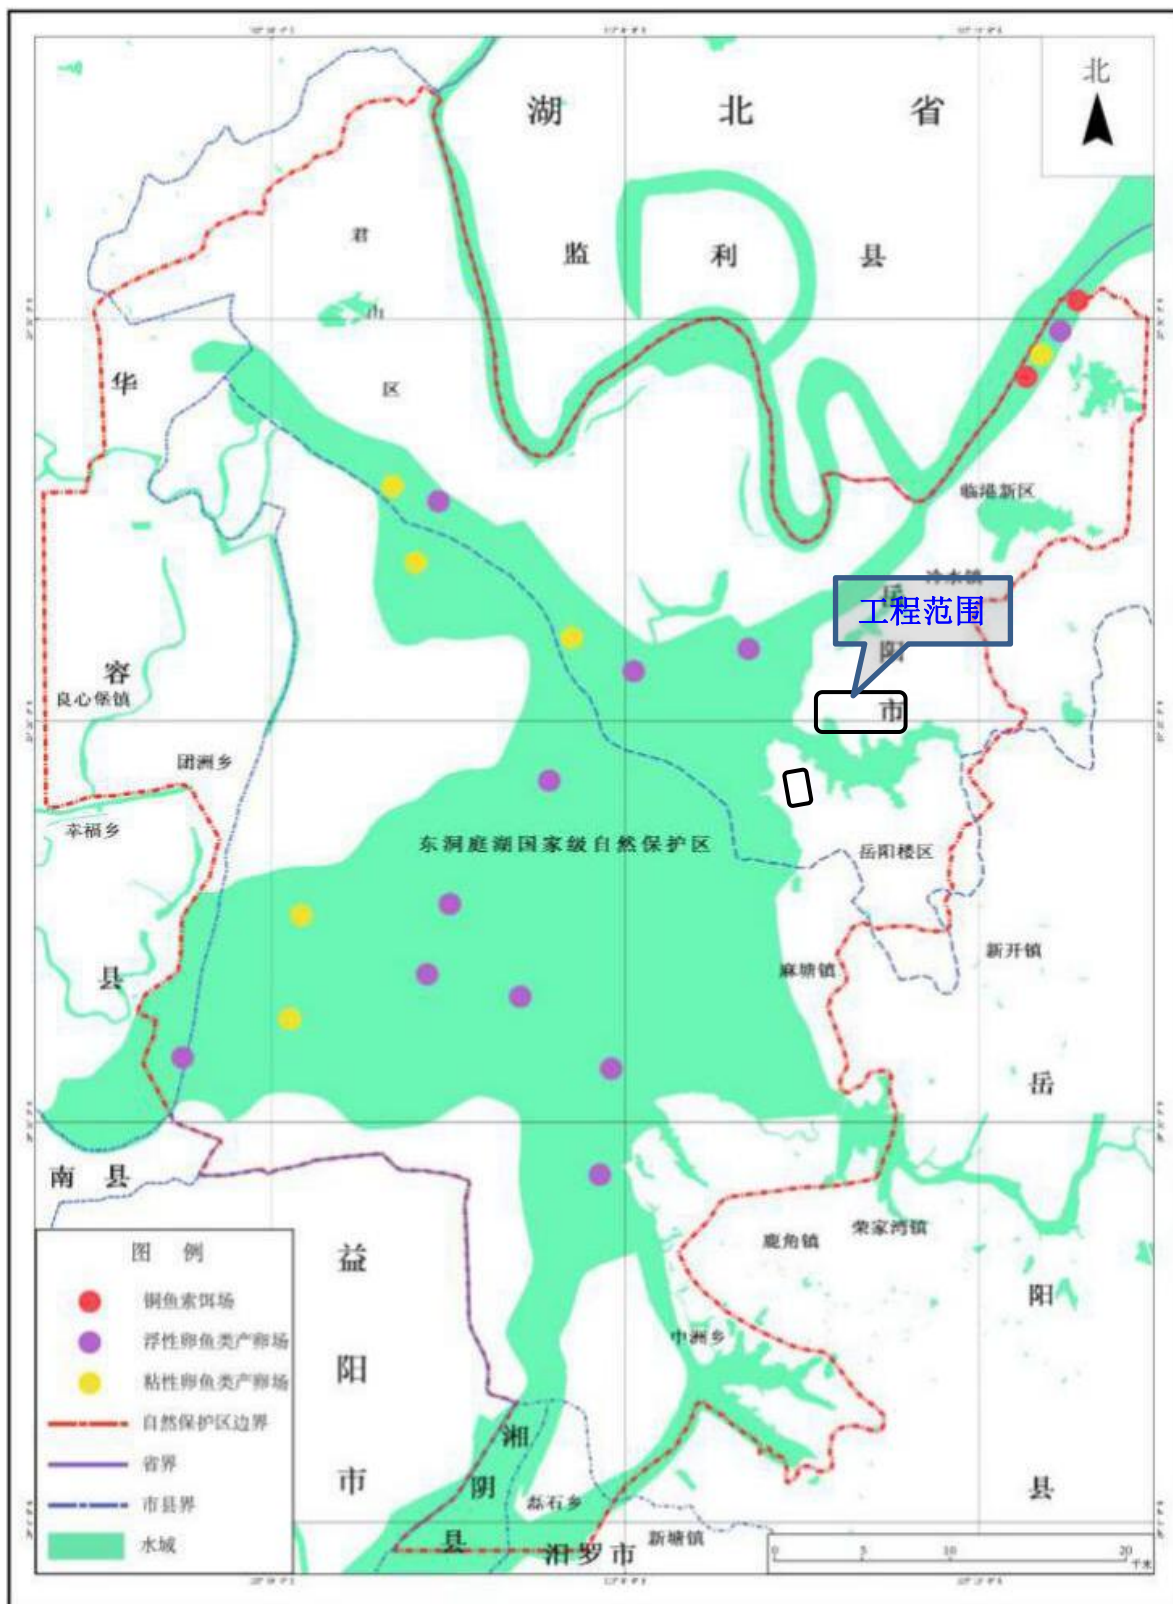 北
湖北省
监利县
君
山
区
华
临港新区
冷水镇
岳
工程范围
阳
市
容
良心堡镇
团洲乡
幸福乡
东洞庭湖国家级自然保护区
岳阳楼区
新开镇
麻塘镇
县
岳
南县
荣家湾镇
鹿角镇
益
阳
阳
中洲乡
市
湘
阴
县
县
磊石乡
新塘镇
汨罗市
图例
铜鱼索饵场
浮性卵鱼类产卵场
粘性卵鱼类产卵场
自然保护区边界
省界
市县界
水域
0 5 10 20
千米